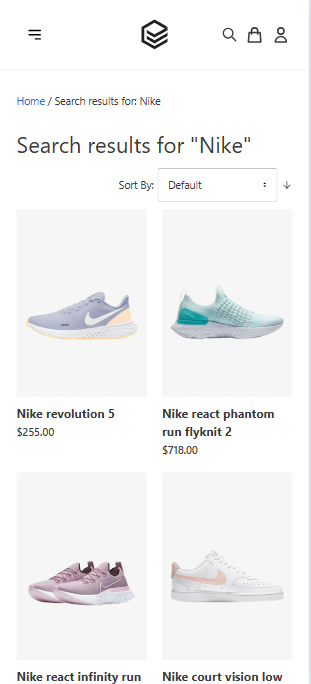 Home / Search results for: Nike
Search results for "Nike"
Sort By: Default
Nike revolution 5
$255.00
Nike react phantom
run flyknit 2
$718.00
Nike react infinity run
Nike court vision low